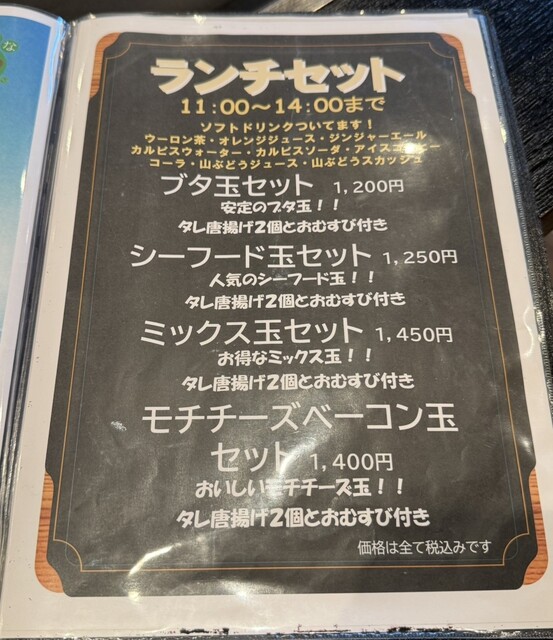 な
ランチセット
11:00〜14:00まで
ソフトドリンクついてます！
ウーロン茶・オレンジジュース・ジンジャーエール
カルピスウォーター・カルピスソーダ・アイスコーヒー
コーラ・山ぶどうジュース・山ぶどうスカッシュ
ブタ玉セット 1,200円
安定のブタ玉！！
タレ唐揚げ2個とおむすび付き
シーフード玉セット 1,250円
人気のシーフード玉！！
タレ唐揚げ2個とおむすび付き
ミックス玉セット 1,450円
お得なミックス玉！！
タレ唐揚げ2個とおむすび付き
モチチーズベーコン玉
セット 1,400円
おいしいモチチーズ玉！！
タレ唐揚げ2個とおむすび付き
価格は全て税込みです